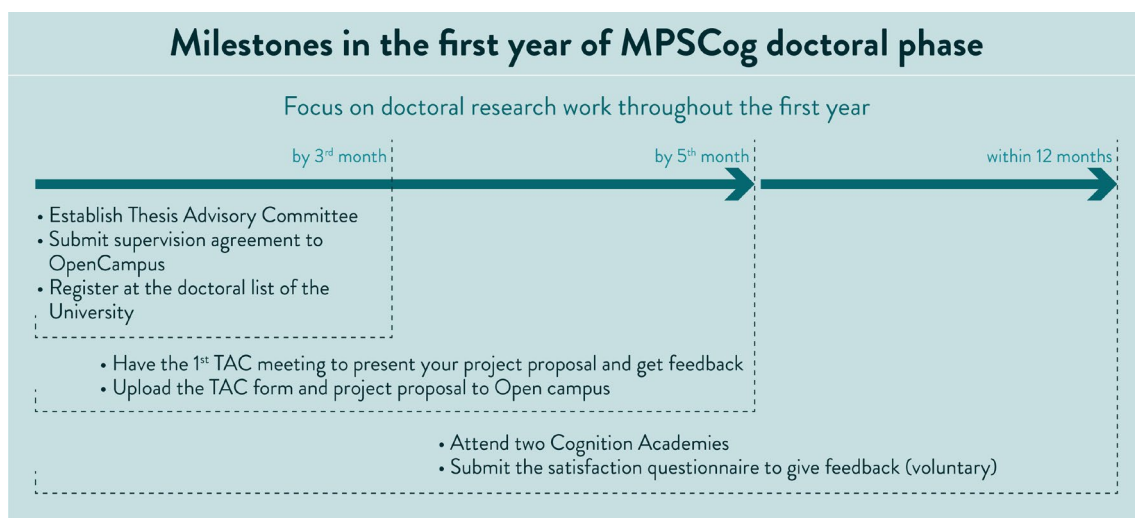 Milestones in the first year of MPSCog doctoral phase
Focus on doctoral research work throughout the first year
by 3rd month
by 5th month
within 12 months
• Establish Thesis Advisory Committee
• Submit supervision agreement to
OpenCampus
• Register at the doctoral list of the
University
• Have the 1st TAC meeting to present your project proposal and get feedback
• Upload the TAC form and project proposal to Open campus
• Attend two Cognition Academies
• Submit the satisfaction questionnaire to give feedback (voluntary)